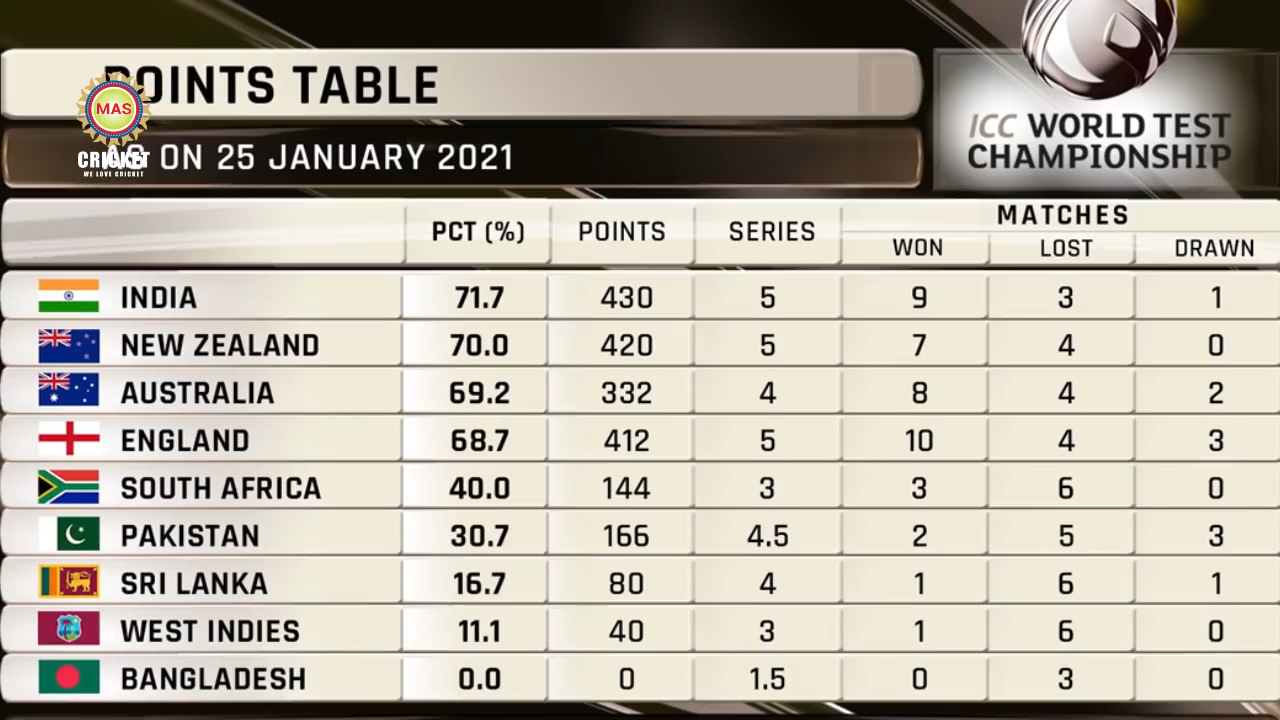 POINTS TABLE
MAS
CRICKET
WE LOVE CRICKET
AS ON 25 JANUARY 2021
ICC WORLD TEST
CHAMPIONSHIP
PCT (%) POINTS SERIES MATCHES
WON LOST DRAWN
INDIA 71.7 430 5 9 3 1
NEW ZEALAND 70.0 420 5 7 4 0
AUSTRALIA 69.2 332 4 8 4 2
ENGLAND 68.7 412 5 10 4 3
SOUTH AFRICA 40.0 144 3 3 6 0
PAKISTAN 30.7 166 4.5 2 5 3
SRI LANKA 16.7 80 4 1 6 1
WEST INDIES 11.1 40 3 1 6 0
BANGLADESH 0.0 0 1.5 0 3 0